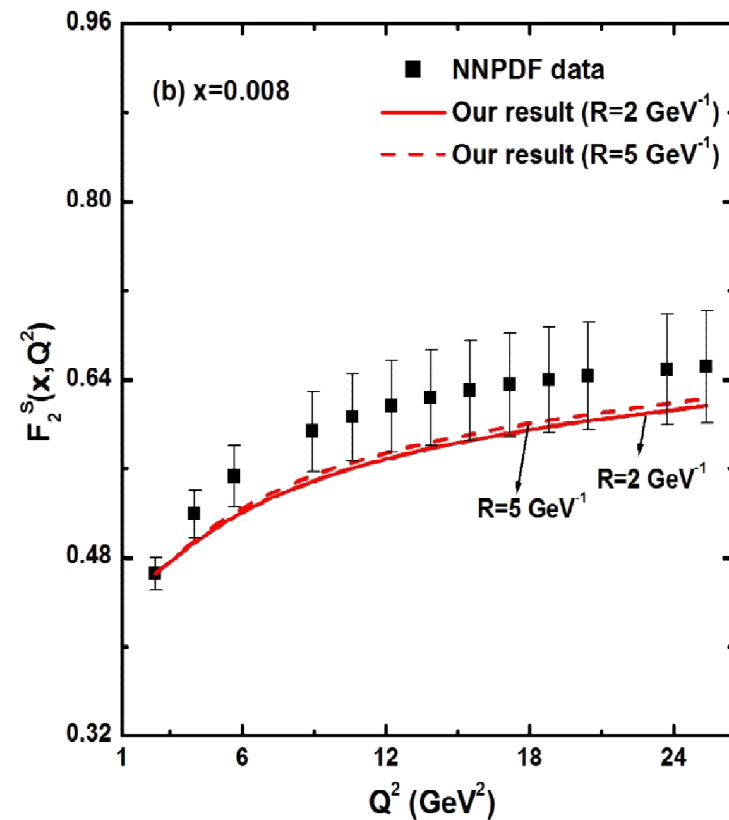 0.96
0.80
0.64
0.48
0.32
F₂ˢ(x,Q²)
(b) x=0.008
NNPDF data
Our result (R=2 GeV⁻¹)
Our result (R=5 GeV⁻¹)
R=5 GeV⁻¹
R=2 GeV⁻¹
1 6 12 18 24
Q² (GeV²)